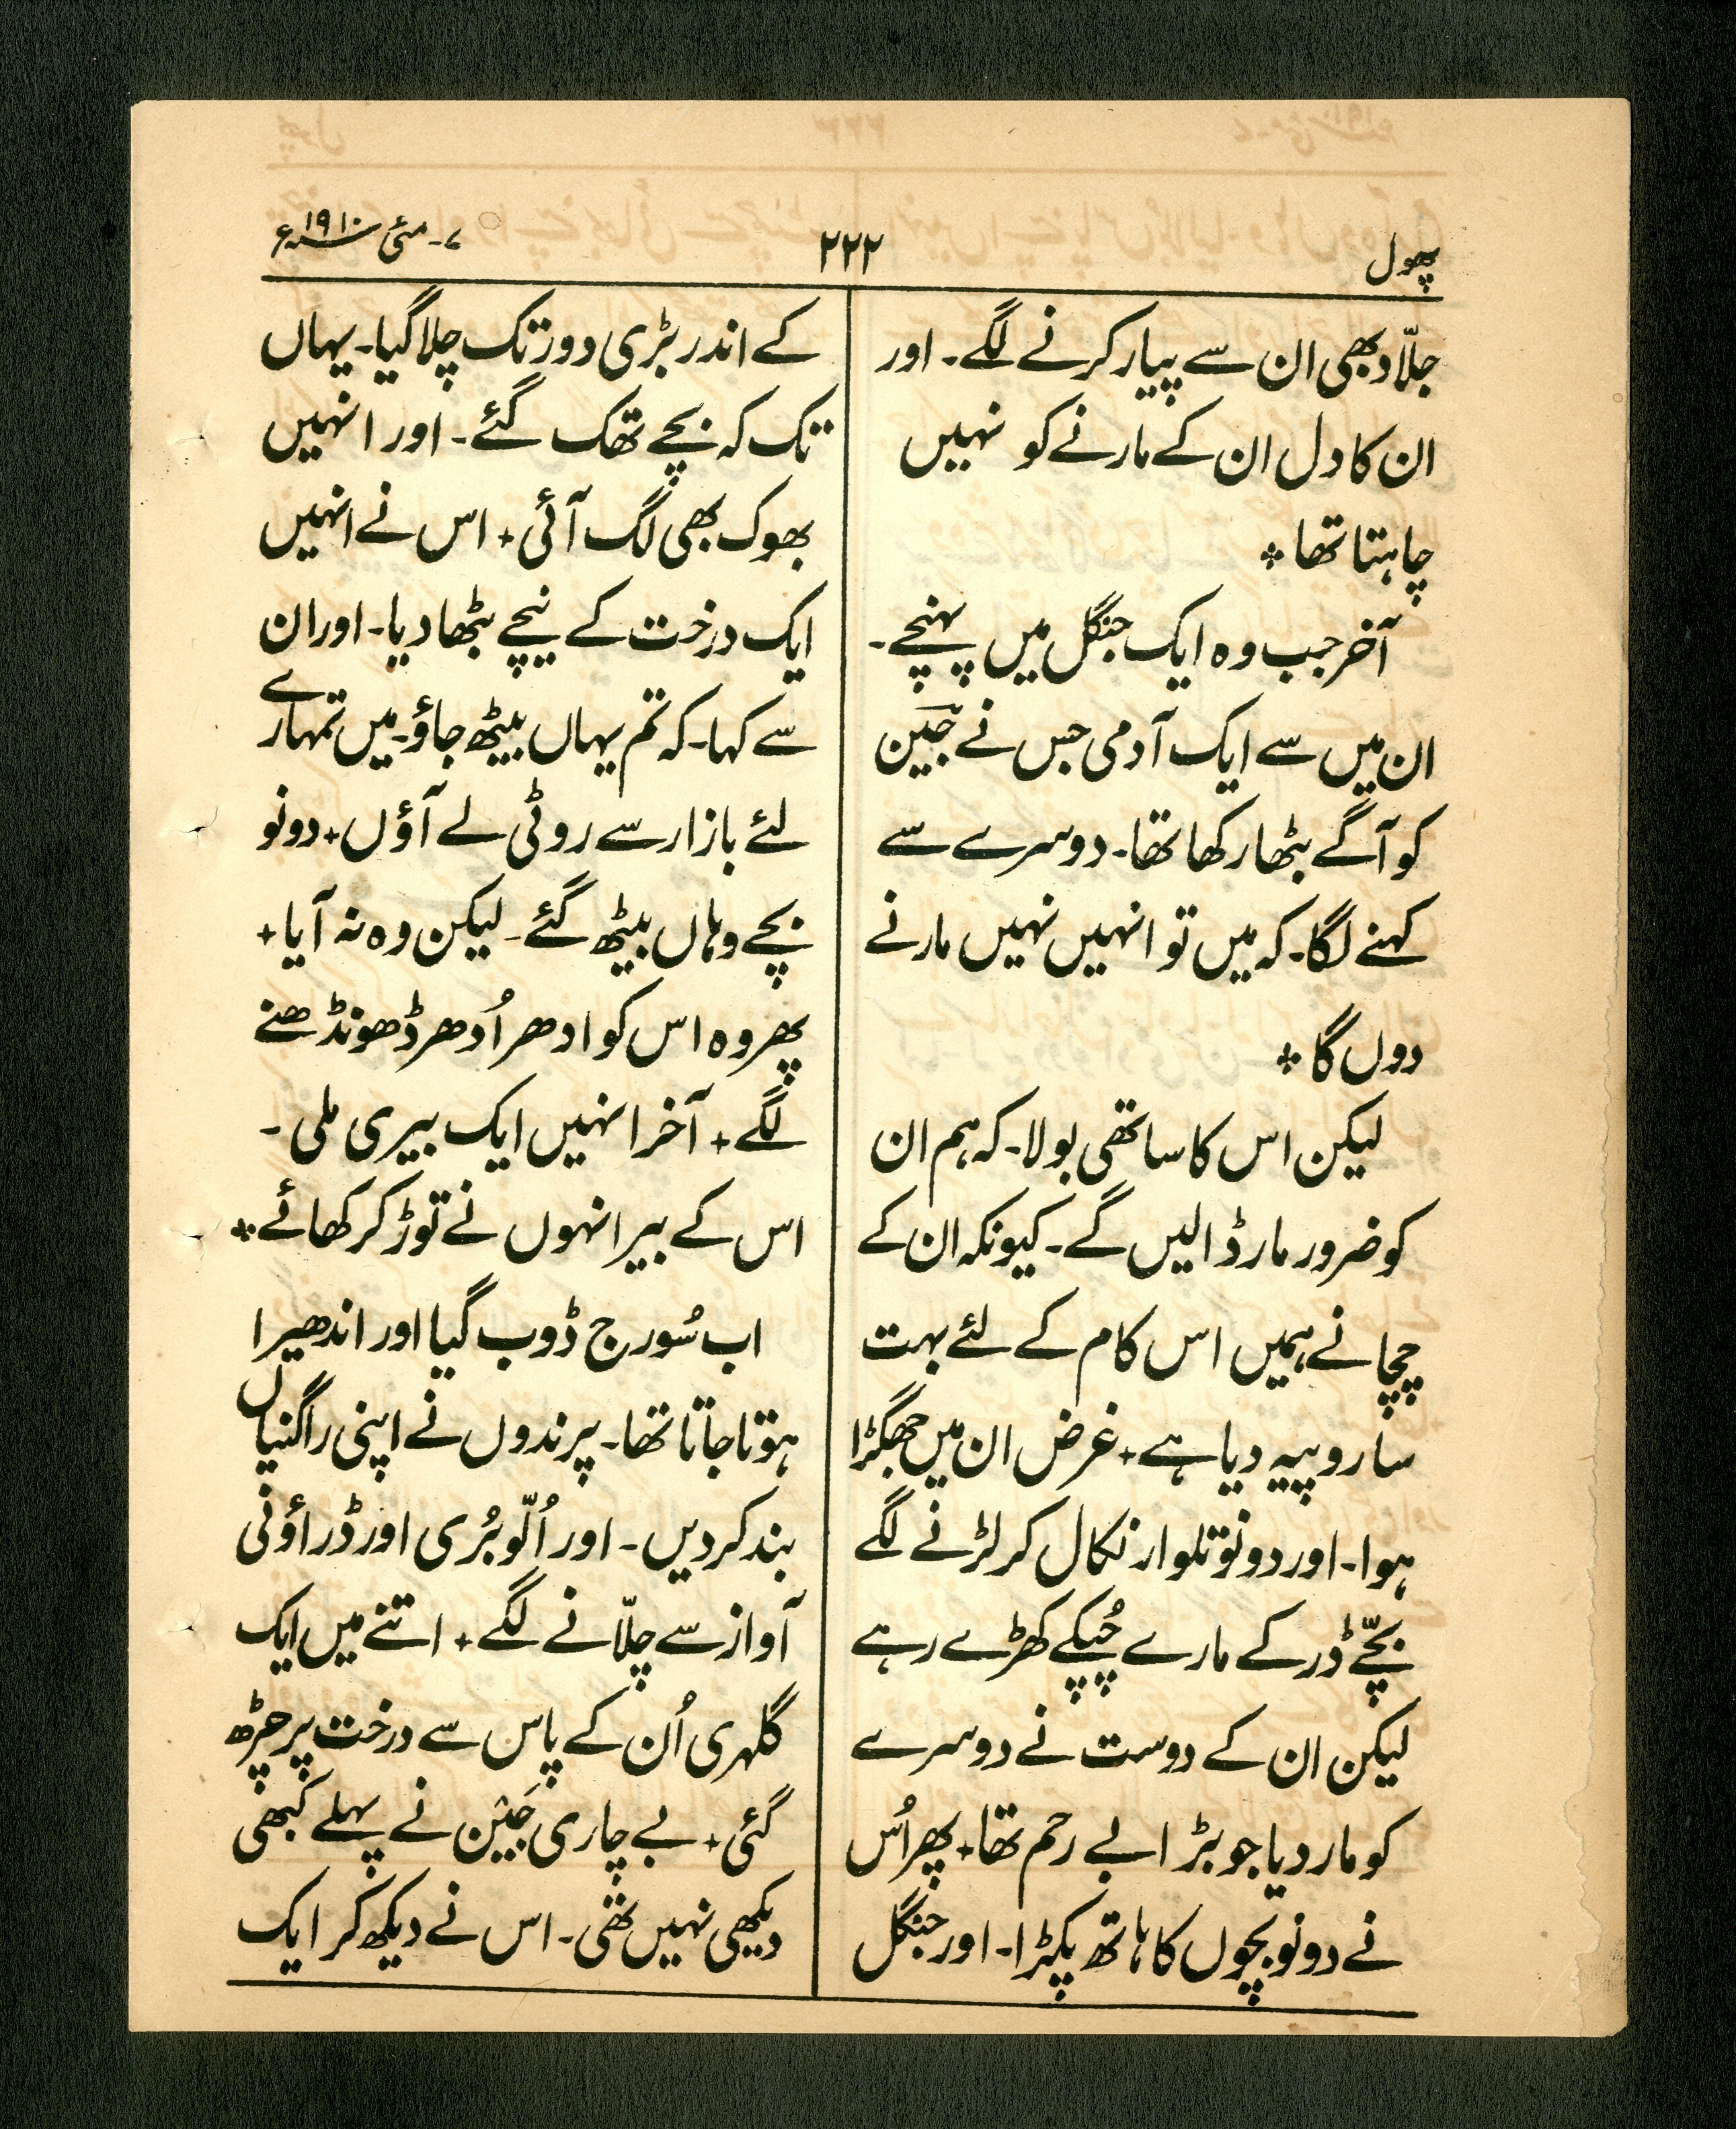 پھول
۲۲۲
۷۔ مئی ۱۹۱۰ء
جلّاد بھی ان سے پیار کرنے لگے۔ اور
ان کا دل ان کے مارنے کو نہیں
چاہتا تھا ⁘
آخر جب وہ ایک جنگل میں پہنچے۔
ان میں سے ایک آدمی جس نے جَین
کو آگے بٹھا رکھا تھا۔ دوسرے سے
کہنے لگا۔ کہ میں تو انہیں نہیں مارنے
دوں گا ⁘
لیکن اس کا ساتھی بولا۔ کہ ہم ان
کو ضرور مار ڈالیں گے۔ کیونکہ ان کے
چچا نے ہمیں اس کام کے لئے بہت
سا روپیہ دیا ہے + غرض ان میں جھگڑا
ہوا۔ اور دونو تلوار نکال کر لڑنے لگے
بچّے ڈر کے مارے چُپکے کھڑے رہے
لیکن ان کے دوست نے دوسرے
کو مار دیا جو بڑا بے رحم تھا + پھر اُس
نے دونو بچوں کا ہاتھ پکڑا۔ اور جنگل
کے اندر بڑی دور تک چلا گیا۔ یہاں
تک کہ بچے تھک گئے۔ اور انہیں
بھوک بھی لگ آئی + اس نے انہیں
ایک درخت کے نیچے بٹھا دیا۔ اور ان
سے کہا۔ کہ تم یہاں بیٹھ جاؤ۔ میں تمہارے
لئے بازار سے روٹی لے آؤں + دونو
بچے وہاں بیٹھ گئے۔ لیکن وہ نہ آیا +
پھر وہ اس کو ادھر اُدھر ڈھونڈھنے
لگے + آخر انہیں ایک بیری ملی۔
اس کے بیر انہوں نے توڑ کر کھائے ⁘
اب سُورج ڈوب گیا اور اندھیرا
ہوتا جاتا تھا۔ پرندوں نے اپنی راگنیاں
بند کر دیں۔ اور اُلّو بُری اور ڈراؤنی
آواز سے چلّانے لگے + اتنے میں ایک
گلہری اُن کے پاس سے درخت پر چڑھ
گئی + بے چاری جَین نے پہلے کبھی
دیکھی نہیں تھی۔ اس نے دیکھ کر ایک